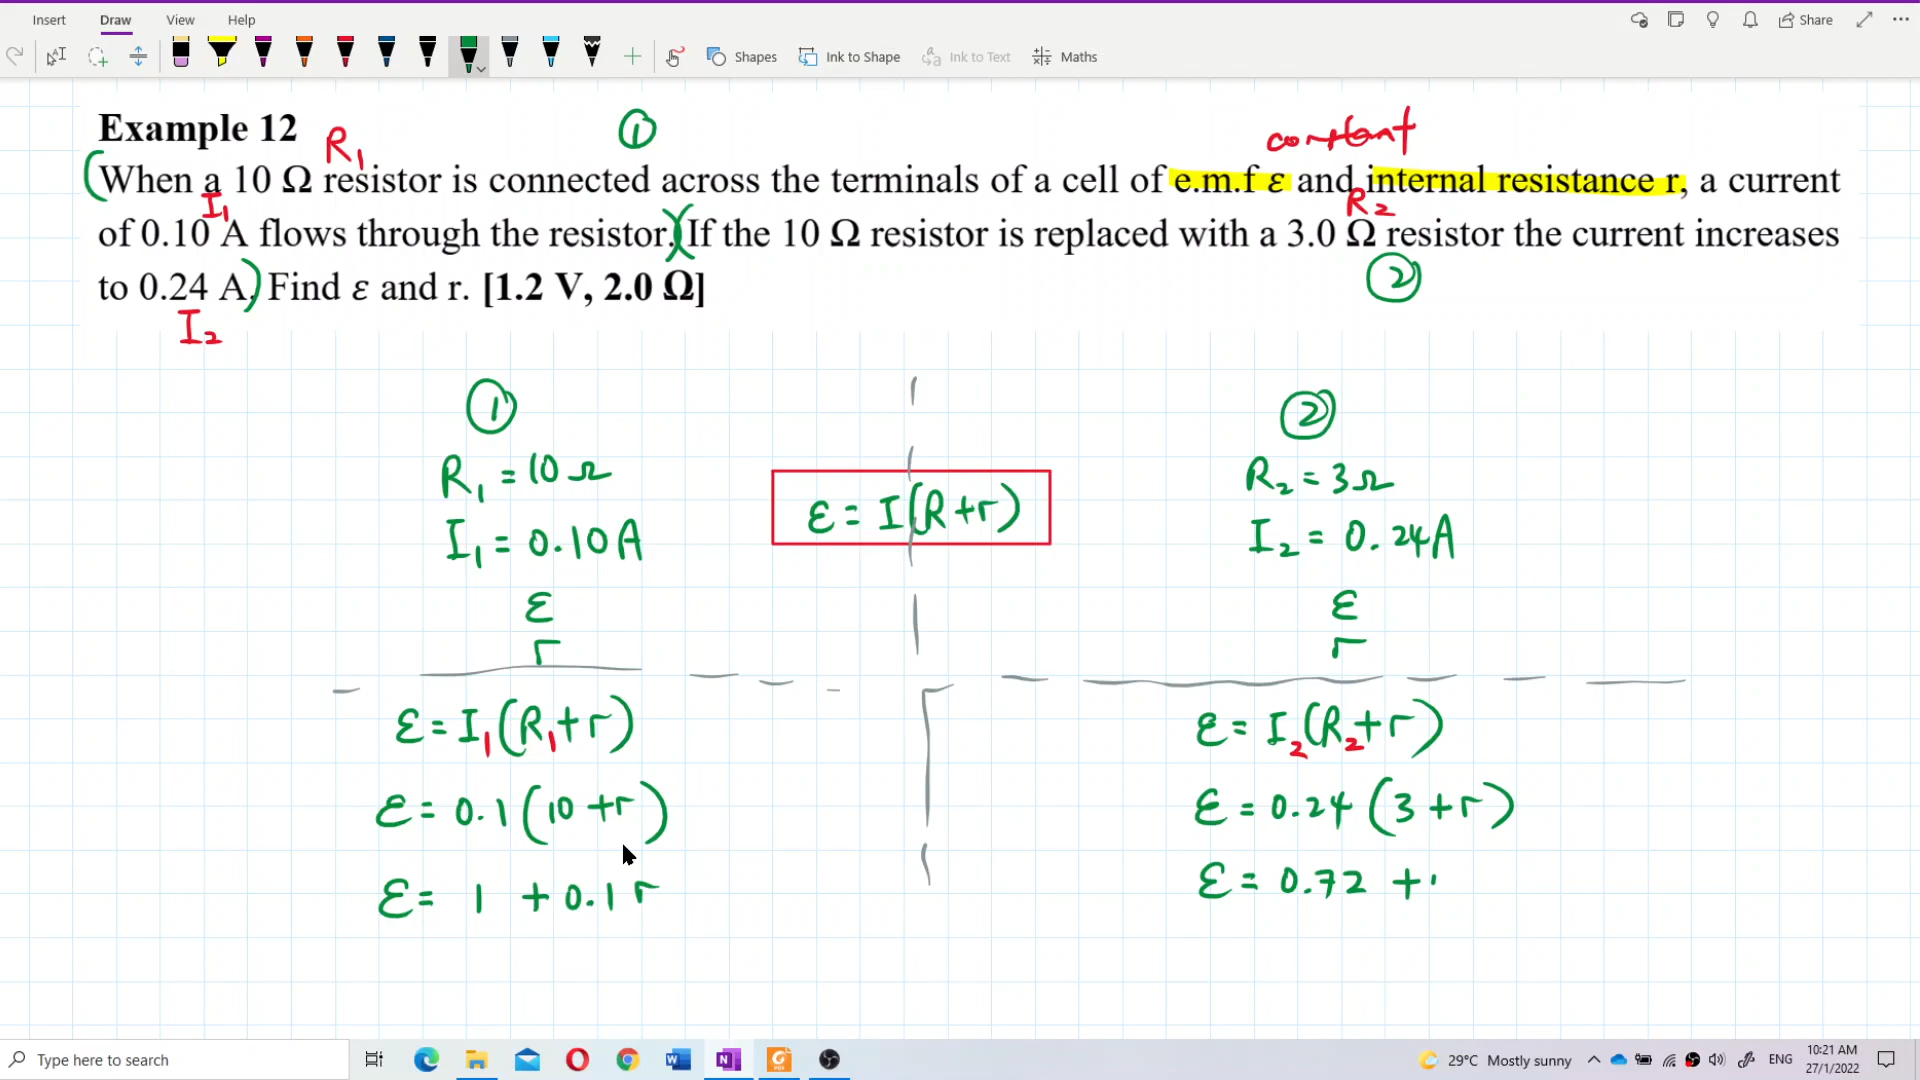 Insert Draw View Help Share
Shapes Ink to Shape Ink to Text Maths
Example 12
R1 ① constant
When a 10 Ω resistor is connected across the terminals of a cell of e.m.f ε and internal resistance r, a current
I1 R2
of 0.10 A flows through the resistor. If the 10 Ω resistor is replaced with a 3.0 Ω resistor the current increases
to 0.24 A. Find ε and r. [1.2 V, 2.0 Ω] ②
I2
① ②
R1 = 10 Ω ε = I(R + r) R2 = 3 Ω
I1 = 0.10 A I2 = 0.24 A
ε ε
r r
ε = I1(R1 + r) ε = I2(R2 + r)
ε = 0.1(10 + r) ε = 0.24(3 + r)
ε = 1 + 0.1 r ε = 0.72 +
Type here to search 29°C Mostly sunny ENG 10:21 AM
27/1/2022